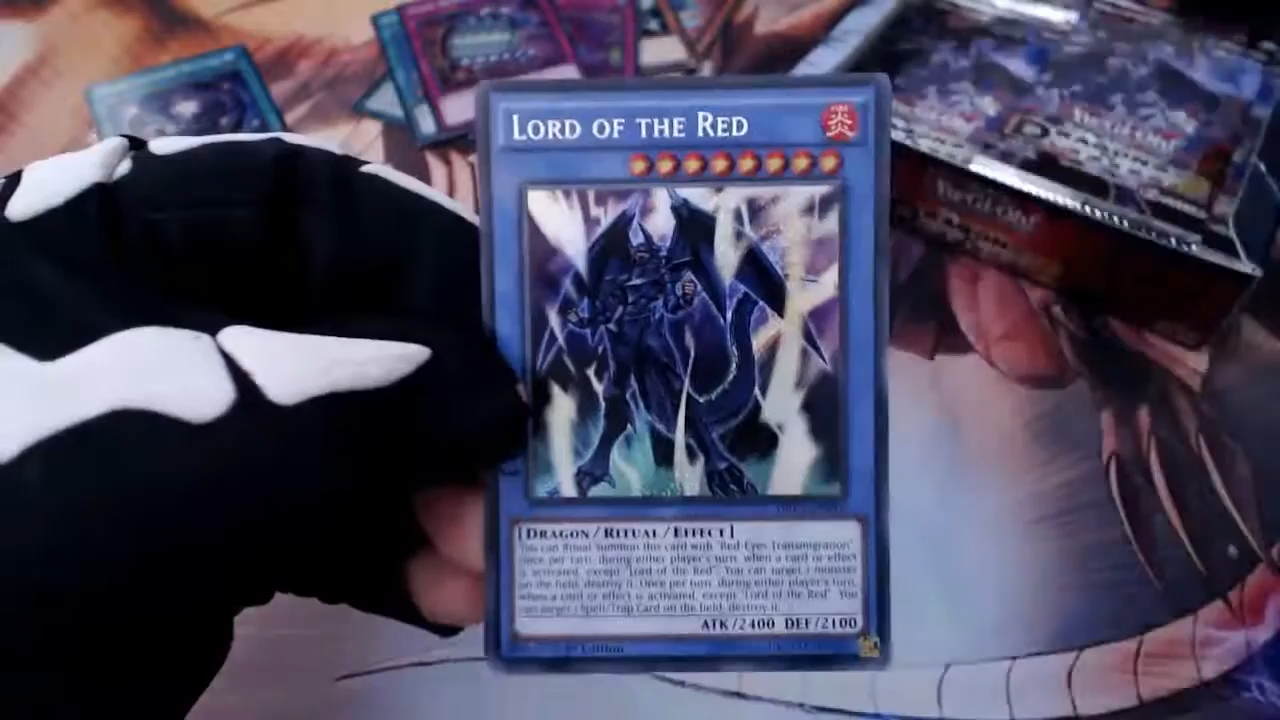 LORD OF THE RED
炎
[DRAGON/RITUAL/EFFECT]
You can Ritual Summon this card with "Red-Eyes Transmigration".
Once per turn, during either player's turn, when a card or effect
is activated, except "Lord of the Red": You can target 1 monster
on the field; destroy it. Once per turn, during either player's turn,
when a card or effect is activated, except "Lord of the Red": You
can target 1 Spell/Trap Card on the field; destroy it.
ATK/2400 DEF/2100
Edition
Yu-Gi-Oh!